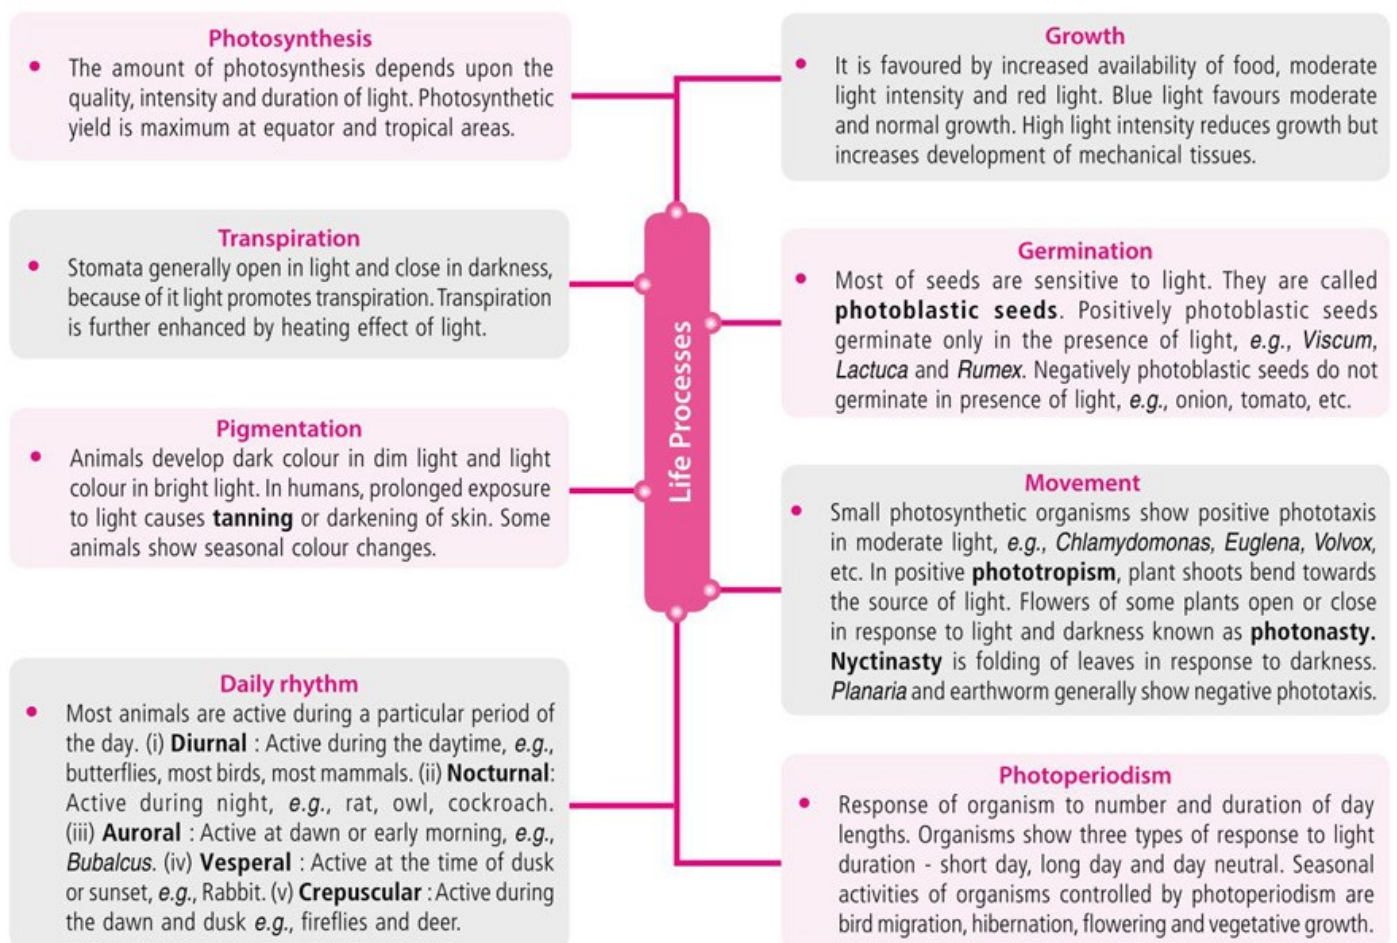 Photosynthesis
• The amount of photosynthesis depends upon the
quality, intensity and duration of light. Photosynthetic
yield is maximum at equator and tropical areas.
Transpiration
• Stomata generally open in light and close in darkness,
because of it light promotes transpiration. Transpiration
is further enhanced by heating effect of light.
Pigmentation
• Animals develop dark colour in dim light and light
colour in bright light. In humans, prolonged exposure
to light causes tanning or darkening of skin. Some
animals show seasonal colour changes.
Daily rhythm
• Most animals are active during a particular period of
the day. (i) Diurnal : Active during the daytime, e.g.,
butterflies, most birds, most mammals. (ii) Nocturnal:
Active during night, e.g., rat, owl, cockroach.
(iii) Auroral : Active at dawn or early morning, e.g.,
Bubalcus. (iv) Vesperal : Active at the time of dusk
or sunset, e.g., Rabbit. (v) Crepuscular : Active during
the dawn and dusk e.g., fireflies and deer.
Life Processes
Growth
• It is favoured by increased availability of food, moderate
light intensity and red light. Blue light favours moderate
and normal growth. High light intensity reduces growth but
increases development of mechanical tissues.
Germination
• Most of seeds are sensitive to light. They are called
photoblastic seeds. Positively photoblastic seeds
germinate only in the presence of light, e.g., Viscum,
Lactuca and Rumex. Negatively photoblastic seeds do not
germinate in presence of light, e.g., onion, tomato, etc.
Movement
• Small photosynthetic organisms show positive phototaxis
in moderate light, e.g., Chlamydomonas, Euglena, Volvox,
etc. In positive phototropism, plant shoots bend towards
the source of light. Flowers of some plants open or close
in response to light and darkness known as photonasty.
Nyctinasty is folding of leaves in response to darkness.
Planaria and earthworm generally show negative phototaxis.
Photoperiodism
• Response of organism to number and duration of day
lengths. Organisms show three types of response to light
duration - short day, long day and day neutral. Seasonal
activities of organisms controlled by photoperiodism are
bird migration, hibernation, flowering and vegetative growth.